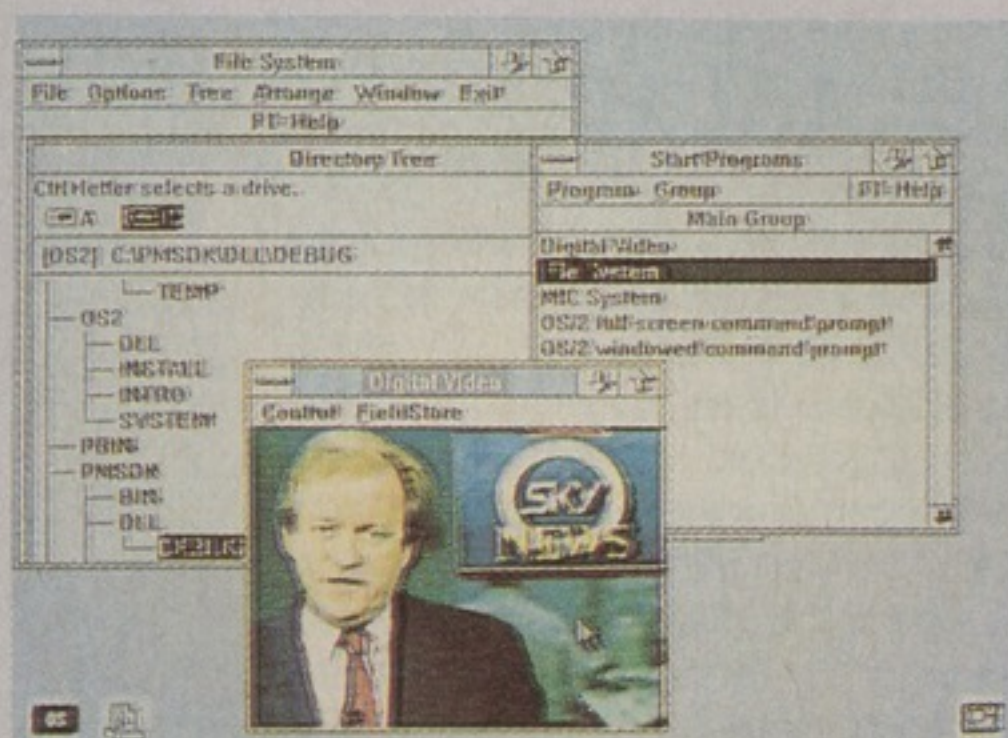 File System
File Options Tree Arrange Window Exit
F1=Help
Directory Tree
Ctrl+letter selects a drive.
A
[OS2] C:\PMSDK\DLL\DEBUG
TEMP
OS2
DLL
INSTALL
INTRO
SYSTEM
PBIN
PMSDK
BIN
DLL
DEBUG
Start Programs
Program Group F1=Help
Main Group
Digital Video
File System
MIC System
OS/2 full-screen command prompt
OS/2 windowed command prompt
Digital Video
Control FieldStore
SKY
NEWS
OS